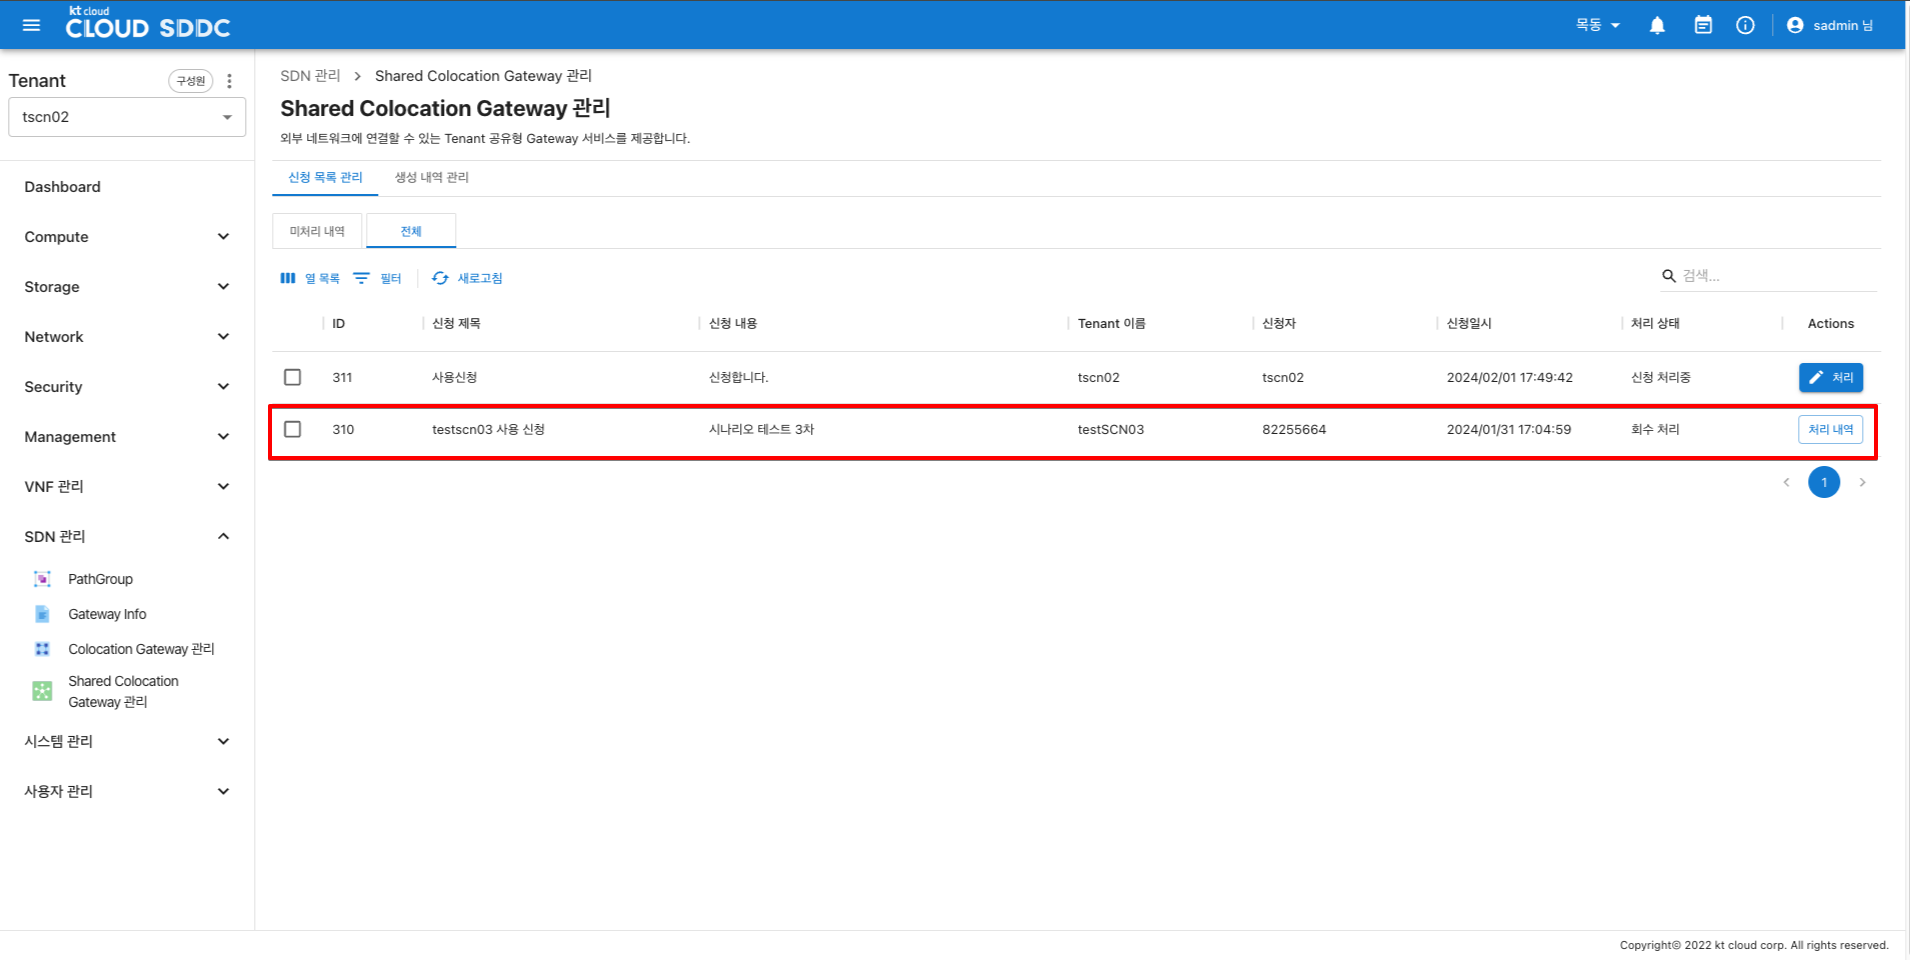 kt cloud
CLOUD SDDC
목동
sadmin 님
Tenant
구성원
tscn02
Dashboard
Compute
Storage
Network
Security
Management
VNF 관리
SDN 관리
PathGroup
Gateway Info
Colocation Gateway 관리
Shared Colocation
Gateway 관리
시스템 관리
사용자 관리
SDN 관리 > Shared Colocation Gateway 관리
Shared Colocation Gateway 관리
외부 네트워크에 연결할 수 있는 Tenant 공유형 Gateway 서비스를 제공합니다.
신청 목록 관리 생성 내역 관리
미처리 내역 전체
열 목록 필터 새로고침 검색...
ID 신청 제목 신청 내용 Tenant 이름 신청자 신청일시 처리 상태 Actions
311 사용신청 신청합니다. tscn02 tscn02 2024/02/01 17:49:42 신청 처리중 처리
310 testscn03 사용 신청 시나리오 테스트 3차 testSCN03 82255664 2024/01/31 17:04:59 회수 처리 처리 내역
1
Copyright© 2022 kt cloud corp. All rights reserved.